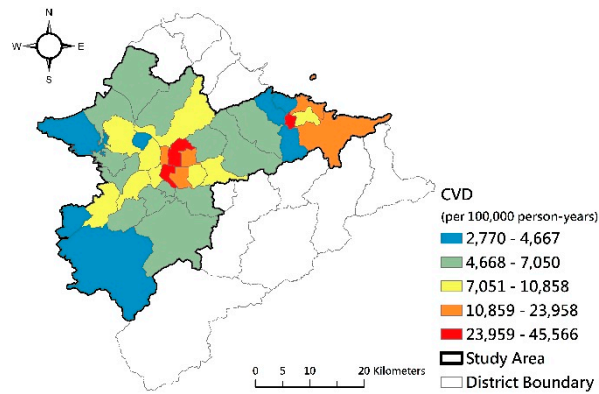 N
W E
S
CVD
(per 100,000 person-years)
2,770 - 4,667
4,668 - 7,050
7,051 - 10,858
10,859 - 23,958
23,959 - 45,566
Study Area
District Boundary
0 5 10 20 Kilometers